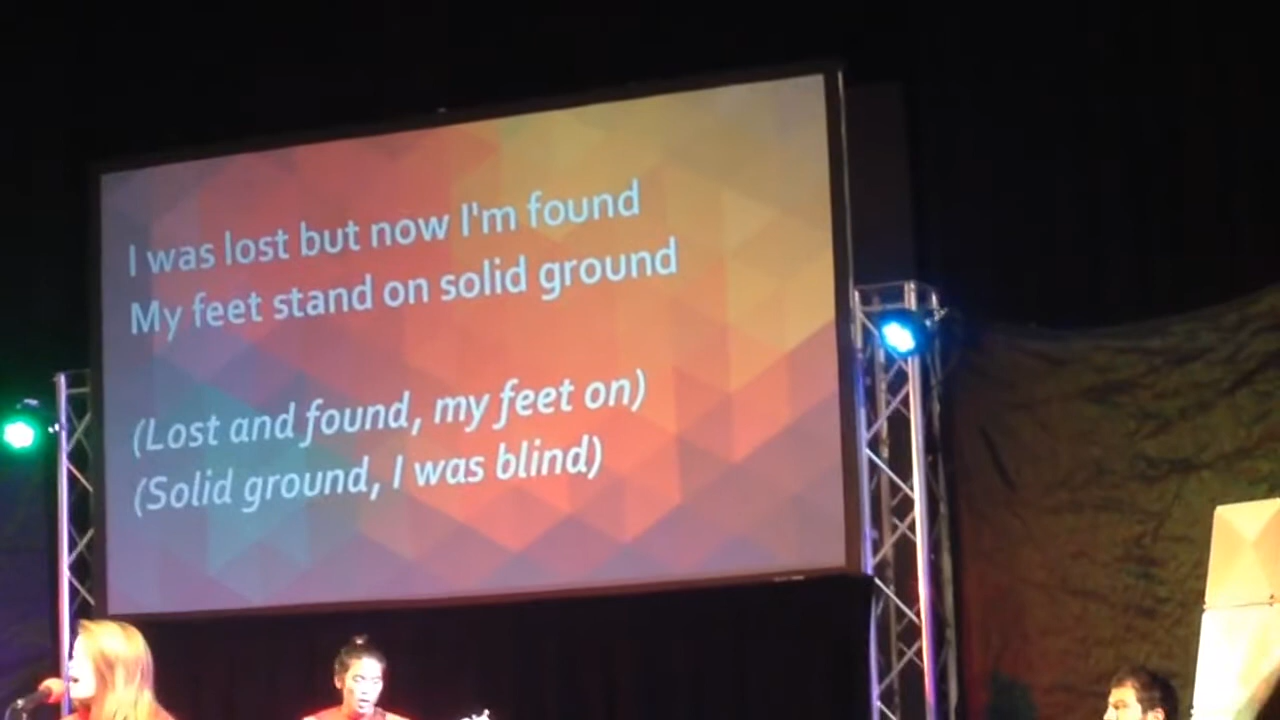 I was lost but now I'm found
My feet stand on solid ground
(Lost and found, my feet on)
(Solid ground, I was blind)